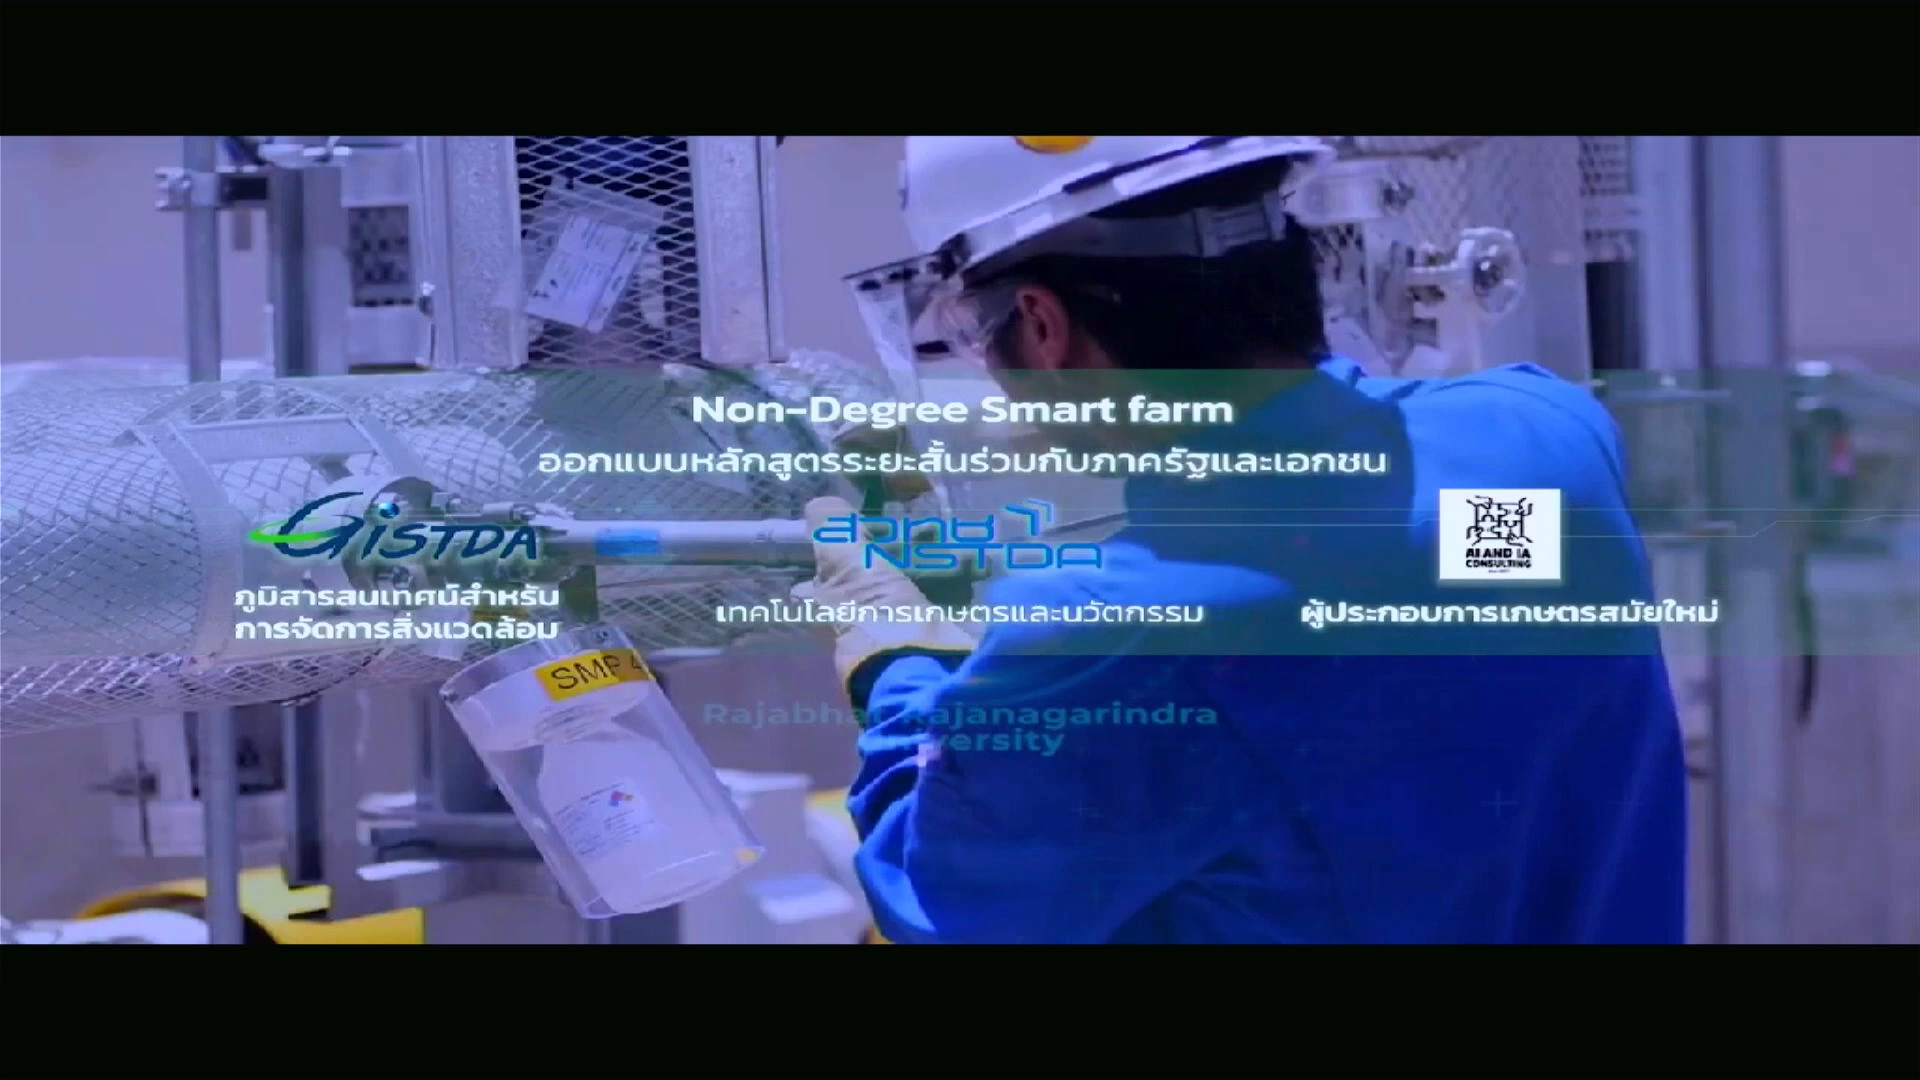 Non-Degree Smart farm
ออกแบบหลักสูตรระยะสั้นร่วมกับภาครัฐและเอกชน
GISTDA
สวทช
NSTDA
AI AND IA
CONSULTING
ภูมิสารสนเทศน์สำหรับ
การจัดการสิ่งแวดล้อม
เทคโนโลยีการเกษตรและนวัตกรรม
ผู้ประกอบการเกษตรสมัยใหม่
SMP 4
Rajabhat Rajanagarindra